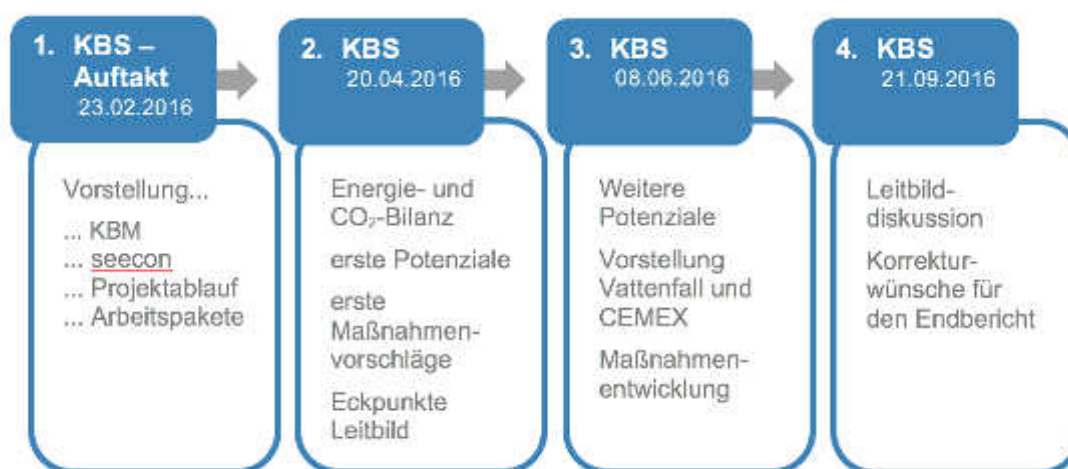 1. KBS –
Auftakt
23.02.2016
Vorstellung...
... KBM
... seecon
... Projektablauf
... Arbeitspakete
2. KBS
20.04.2016
Energie- und
CO₂-Bilanz
erste Potenziale
erste
Maßnahmen-
vorschläge
Eckpunkte
Leitbild
3. KBS
08.06.2016
Weitere
Potenziale
Vorstellung
Vattenfall und
CEMEX
Maßnahmen-
entwicklung
4. KBS
21.09.2016
Leitbild-
diskussion
Korrektur-
wünsche für
den Endbericht